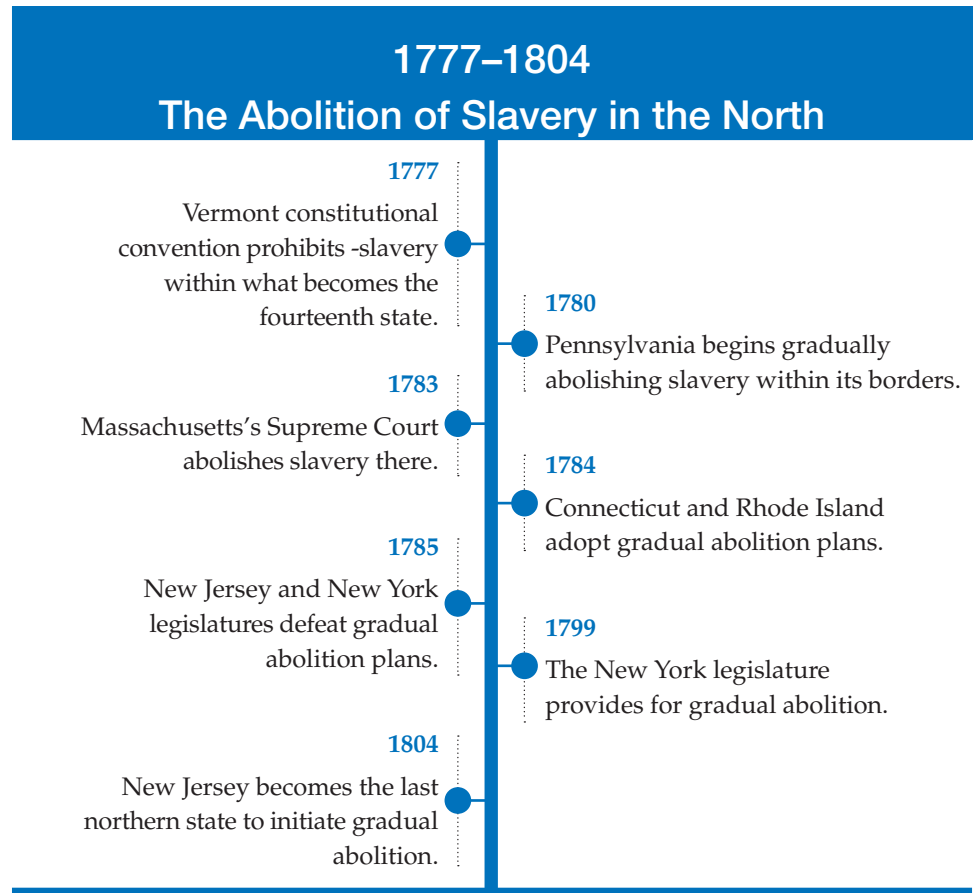 1777–1804
The Abolition of Slavery in the North
1777
Vermont constitutional
convention prohibits -slavery
within what becomes the
fourteenth state.
1780
Pennsylvania begins gradually
abolishing slavery within its borders.
1783
Massachusetts’s Supreme Court
abolishes slavery there.
1784
Connecticut and Rhode Island
adopt gradual abolition plans.
1785
New Jersey and New York
legislatures defeat gradual
abolition plans.
1799
The New York legislature
provides for gradual abolition.
1804
New Jersey becomes the last
northern state to initiate gradual
abolition.